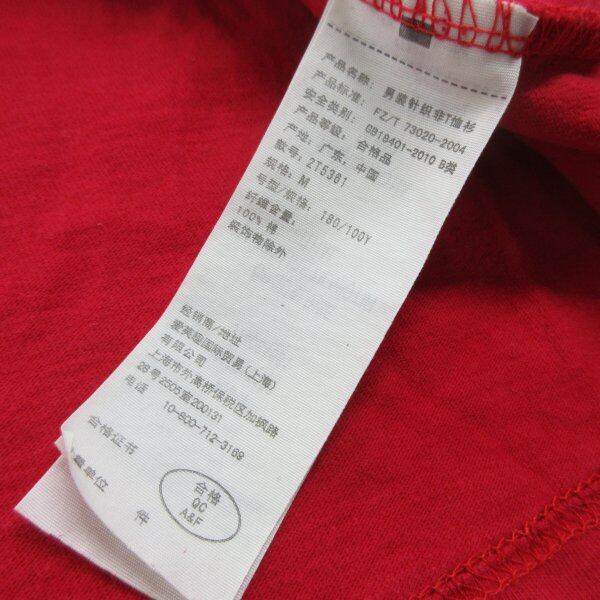 产品名称: 男装针织非T恤衫
产品标准: FZ/T 73020-2004
安全类别: GB18401-2010 B类
产品等级: 合格品
产地: 广东, 中国
款号: 2T5381
规格: M
号型/规格: 180/100Y
纤维含量:
100% 棉
装饰物除外
经销商/地址
爱芙趣国际贸易(上海)
有限公司
上海市外高桥保税区加枫路
28号2505室200131
电话 10-800-712-3169
合格证书
计量单位
件
合格
QC
A&F